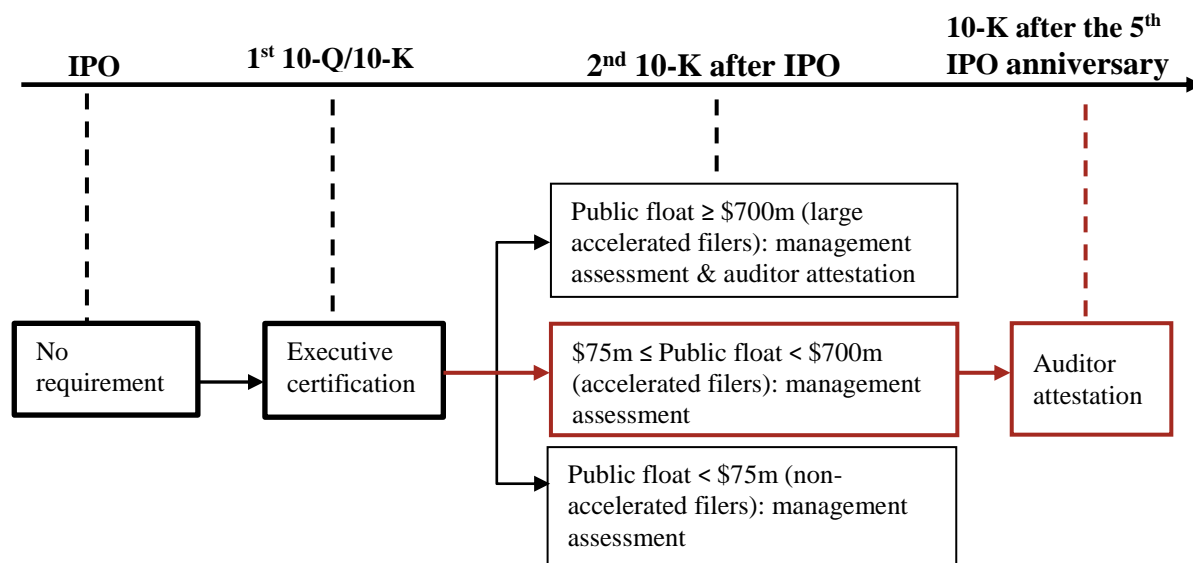 IPO
1st 10-Q/10-K
2nd 10-K after IPO
10-K after the 5th
IPO anniversary
No
requirement
Executive
certification
Public float ≥ $700m (large
accelerated filers): management
assessment & auditor attestation
$75m ≤ Public float < $700m
(accelerated filers): management
assessment
Public float < $75m (non-
accelerated filers): management
assessment
Auditor
attestation